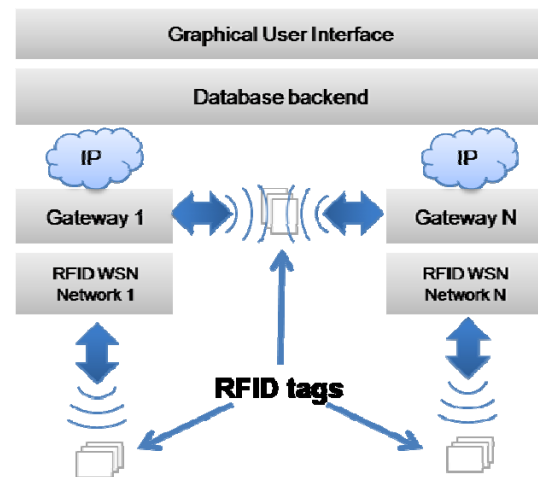 Graphical User Interface
Database backend
IP
IP
Gateway 1
Gateway N
RFID WSN
Network 1
RFID WSN
Network N
RFID tags